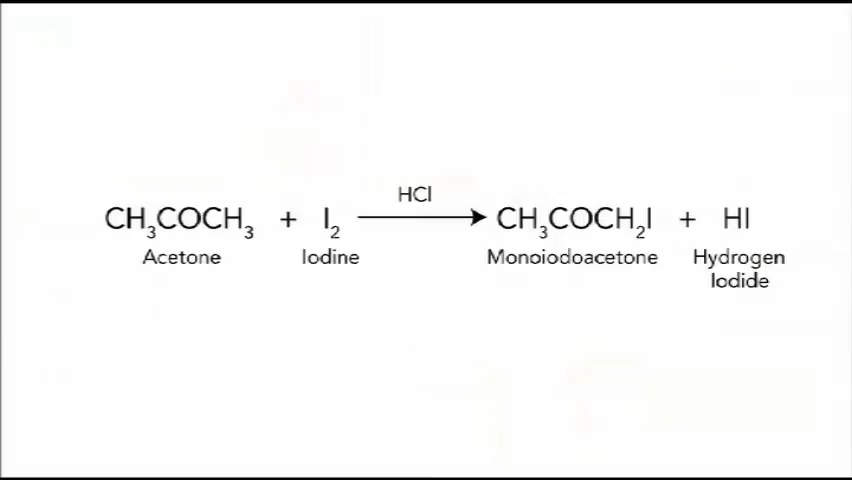 HCl
CH₃COCH₃ + I₂ → CH₃COCH₂I + HI
Acetone Iodine Monoiodoacetone Hydrogen
Iodide